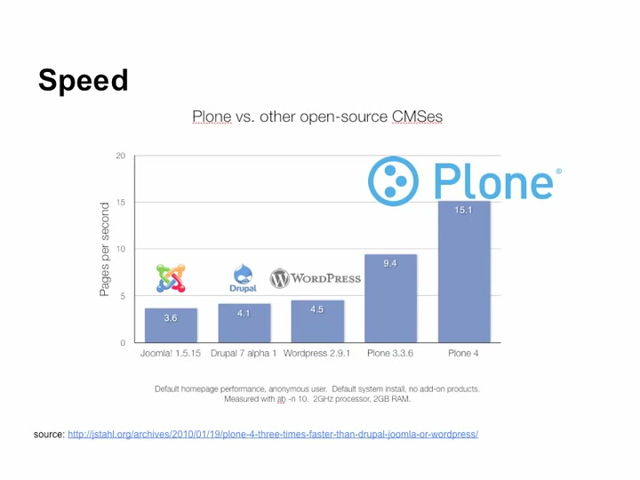 Speed
Plone vs. other open-source CMSes
20
Plone®
15
15.1
Pages per second
10
9.4
Drupal
WORDPRESS
5
3.6
4.1
4.5
0
Joomla! 1.5.15 Drupal 7 alpha 1 Wordpress 2.9.1 Plone 3.3.6 Plone 4
Default homepage performance, anonymous user. Default system install, no add-on products.
Measured with ab -n 10. 2GHz processor, 2GB RAM.
source: http://jstahl.org/archives/2010/01/19/plone-4-three-times-faster-than-drupal-joomla-or-wordpress/